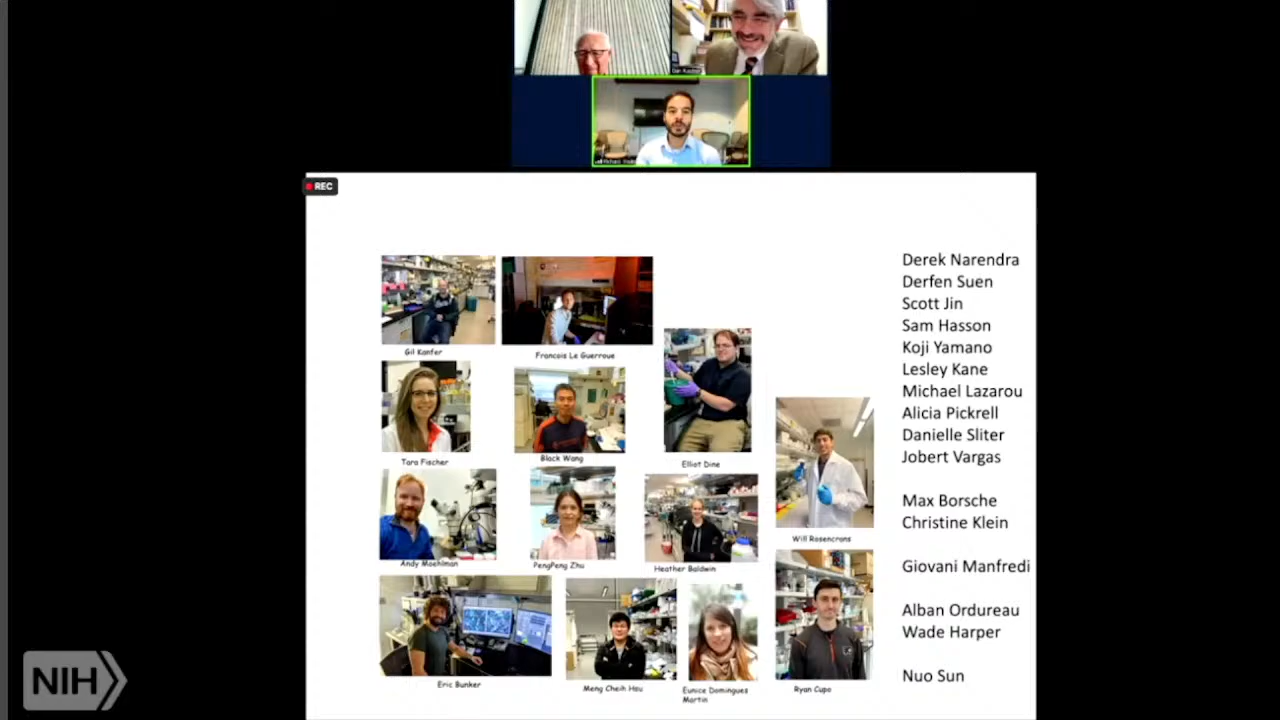 Dan Kastner
REC
Gil Kanfer
Francois Le Guerroue
Tara Fischer
Black Wang
Elliot Dine
Andy Moehlman
PengPeng Zhu
Heather Baldwin
Will Rosencrans
Eric Bunker
Meng Cheih Hsu
Eunice Domingues
Martin
Ryan Cupo
Derek Narendra
Derfen Suen
Scott Jin
Sam Hasson
Koji Yamano
Lesley Kane
Michael Lazarou
Alicia Pickrell
Danielle Sliter
Jobert Vargas
Max Borsche
Christine Klein
Giovani Manfredi
Alban Ordureau
Wade Harper
Nuo Sun
NIH